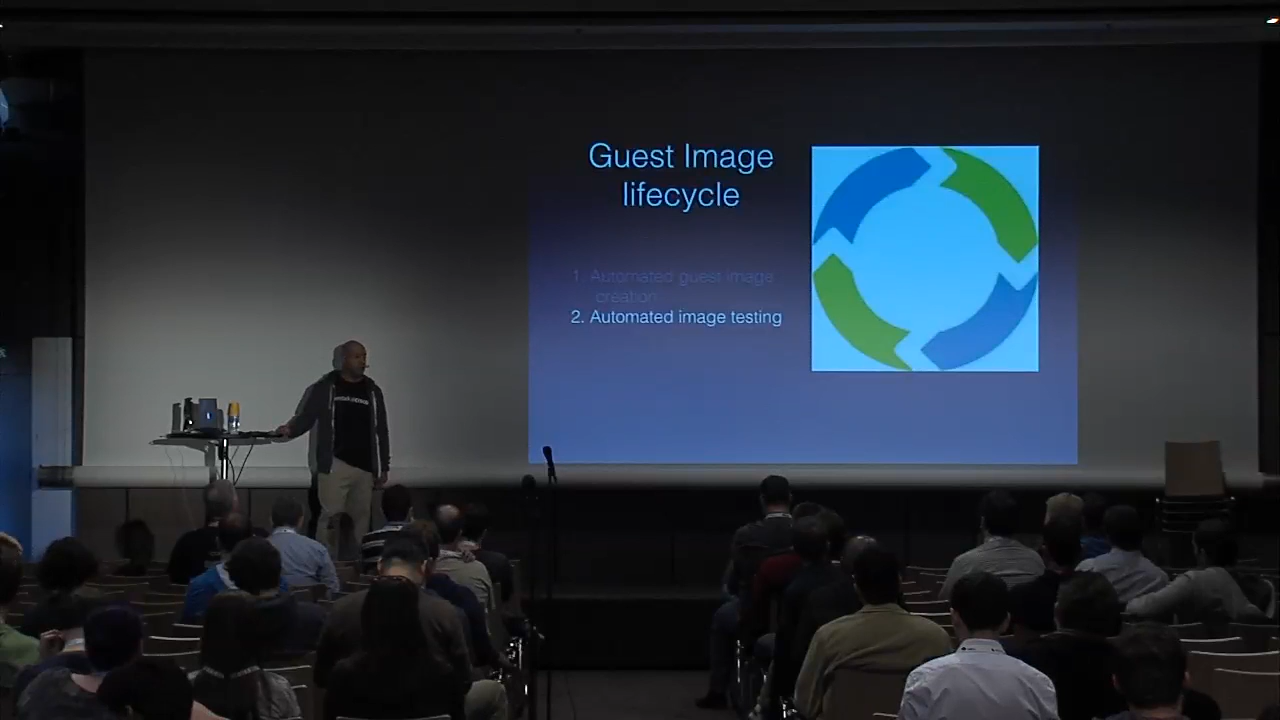 Guest Image
lifecycle
1. Automated guest image
creation
2. Automated image testing